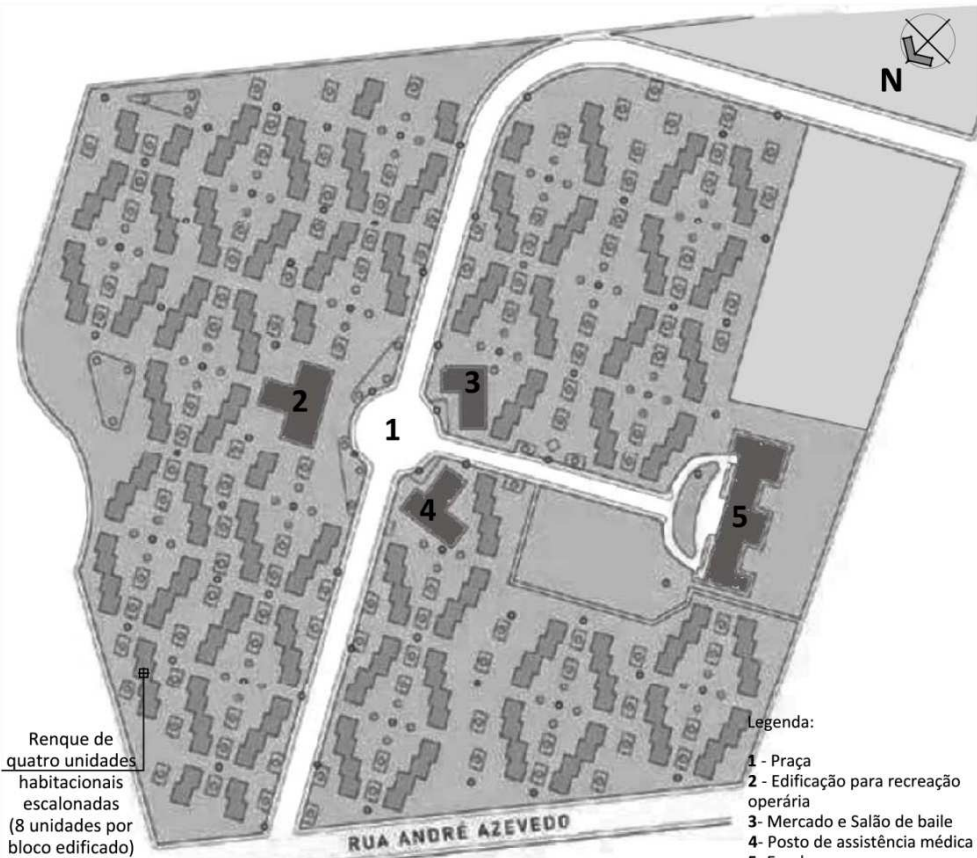 N
2
1
3
4
5
Renque de
quatro unidades
habitacionais
escalonadas
(8 unidades por
bloco edificado)
RUA ANDRÉ AZEVEDO
Legenda:
1 - Praça
2 - Edificação para recreação
operária
3- Mercado e Salão de baile
4- Posto de assistência médica